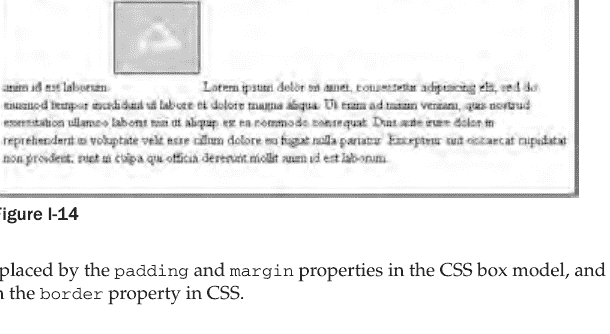 anim id est laborum. Lorem ipsum dolor sit amet, consectetur adipisicing elit, sed do
eiusmod tempor incididunt ut labore et dolore magna aliqua. Ut enim ad minim veniam, quis nostrud
exercitation ullamco laboris nisi ut aliquip ex ea commodo consequat. Duis aute irure dolor in
reprehenderit in voluptate velit esse cillum dolore eu fugiat nulla pariatur. Excepteur sint occaecat cupidatat
non proident, sunt in culpa qui officia deserunt mollit anim id est laborum.
igure I-14
placed by the padding and margin properties in the CSS box model, and
the border property in CSS.